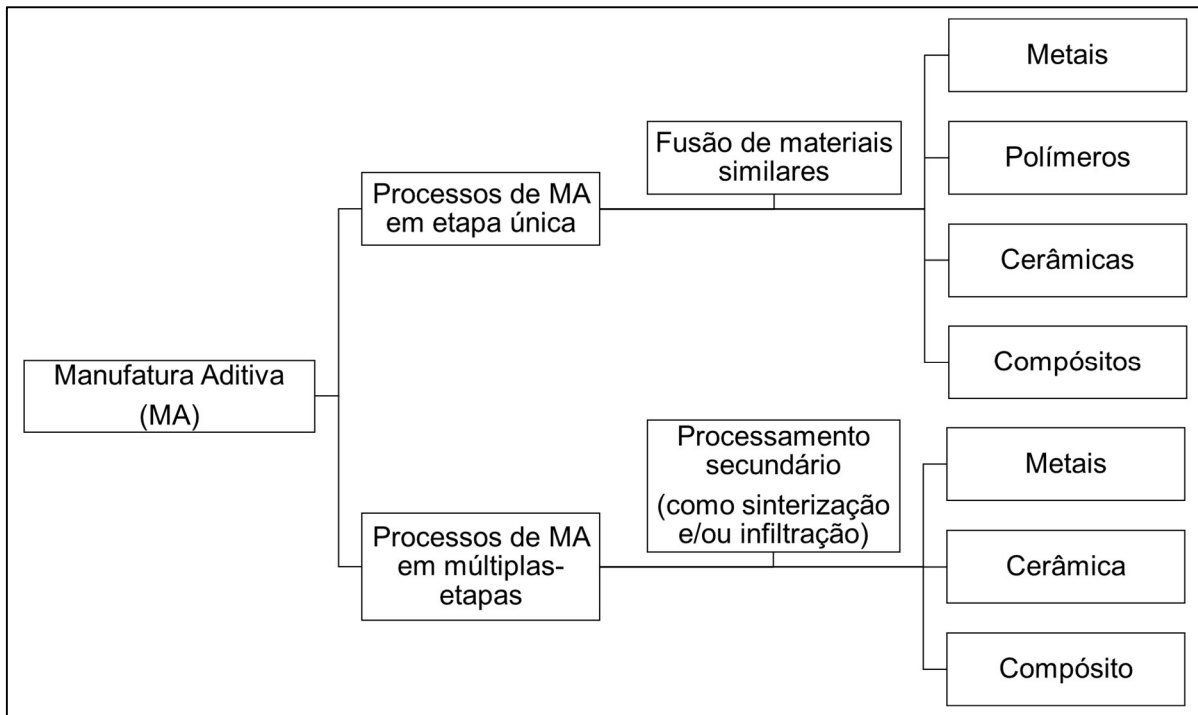 Manufatura Aditiva
(MA)
Processos de MA
em etapa única
Fusão de materiais
similares
Metais
Polímeros
Cerâmicas
Compósitos
Processos de MA
em múltiplas-
etapas
Processamento
secundário
(como sinterização
e/ou infiltração)
Metais
Cerâmica
Compósito